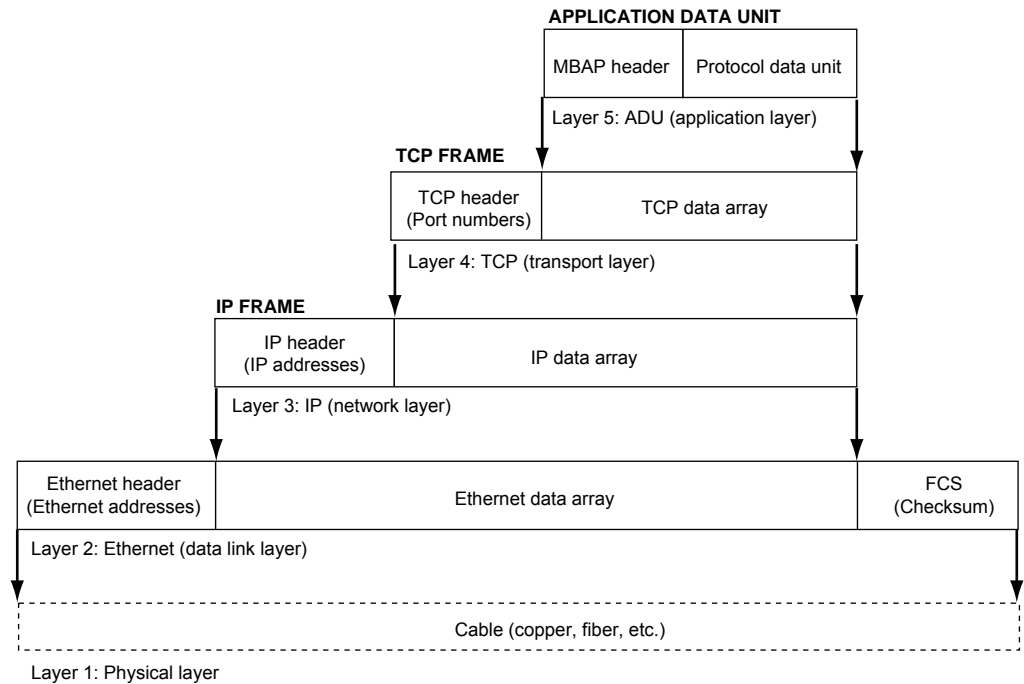 APPLICATION DATA UNIT
MBAP header
Protocol data unit
Layer 5: ADU (application layer)
TCP FRAME
TCP header
(Port numbers)
TCP data array
Layer 4: TCP (transport layer)
IP FRAME
IP header
(IP addresses)
IP data array
Layer 3: IP (network layer)
Ethernet header
(Ethernet addresses)
Ethernet data array
FCS
(Checksum)
Layer 2: Ethernet (data link layer)
Cable (copper, fiber, etc.)
Layer 1: Physical layer